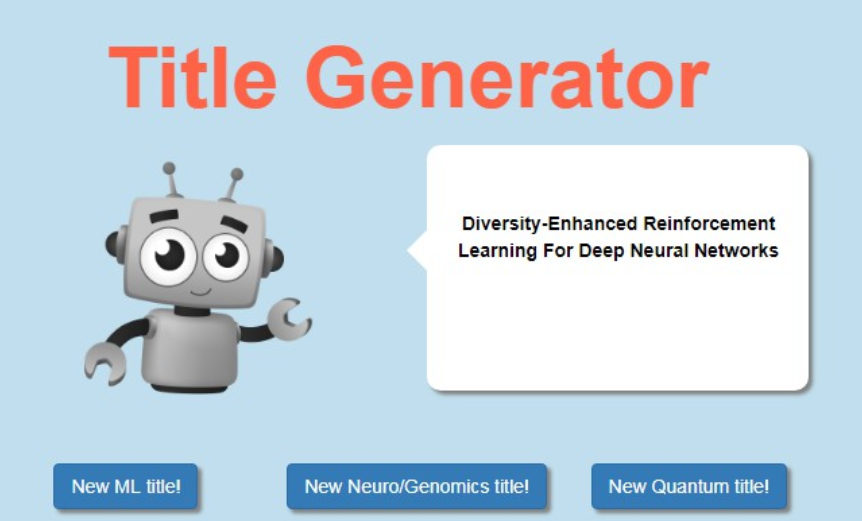 Title Generator
Diversity-Enhanced Reinforcement
Learning For Deep Neural Networks
New ML title!
New Neuro/Genomics title!
New Quantum title!